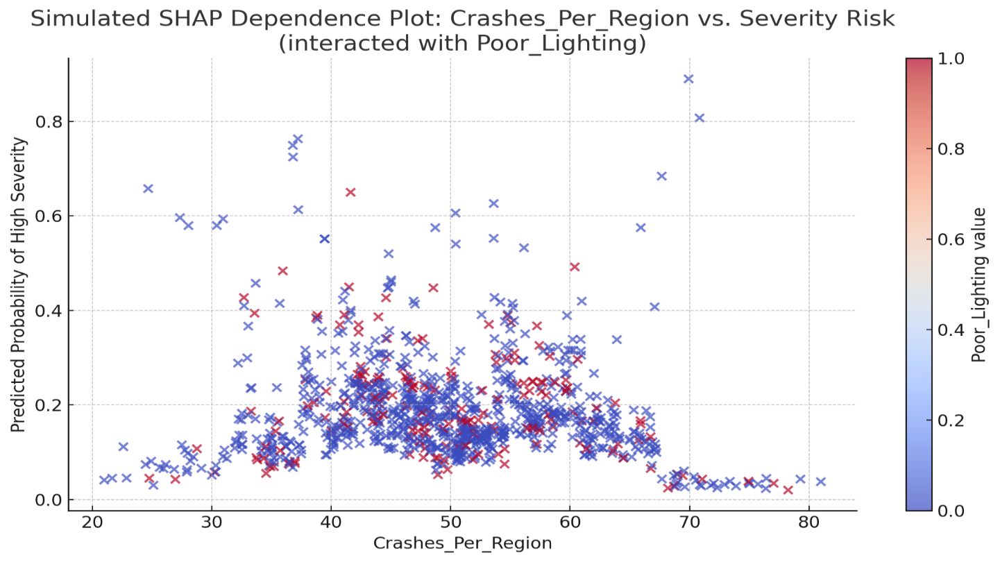 Simulated SHAP Dependence Plot: Crashes_Per_Region vs. Severity Risk
(interacted with Poor_Lighting)
Predicted Probability of High Severity
0.8
0.6
0.4
0.2
0.0
20 30 40 50 60 70 80
Crashes_Per_Region
1.0
0.8
0.6
0.4
0.2
0.0
Poor_Lighting value